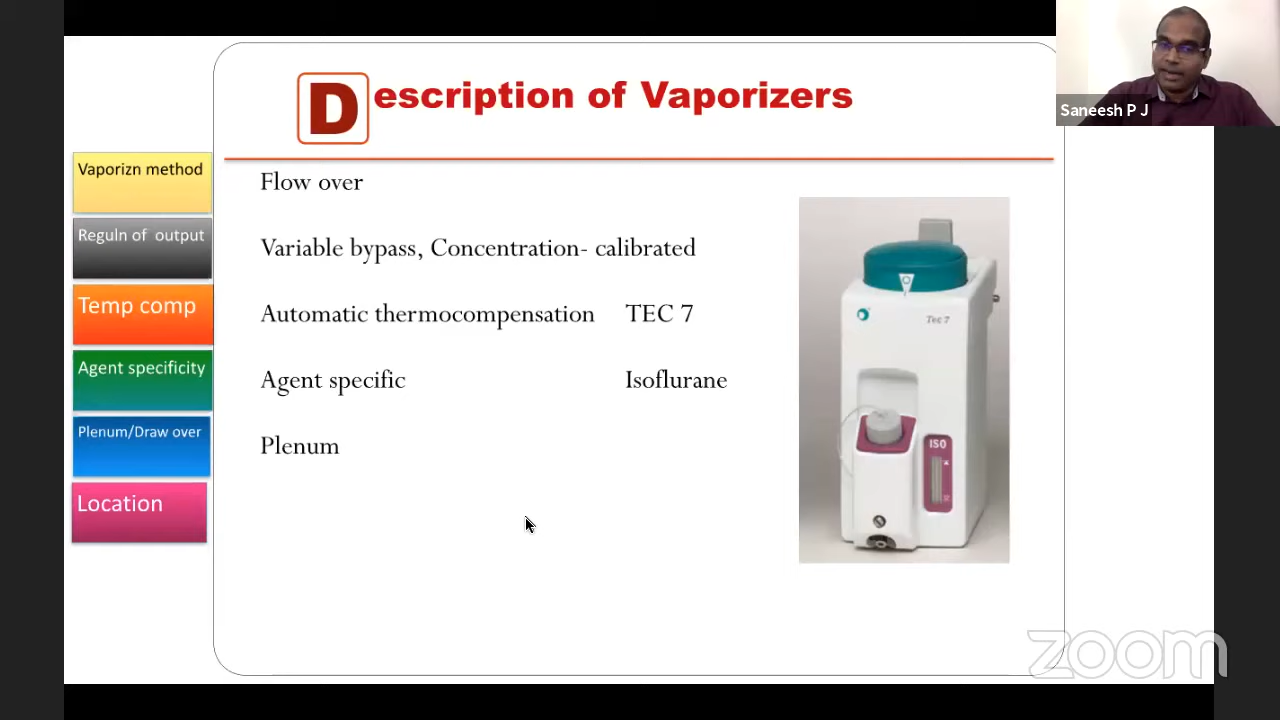 Description of Vaporizers
Saneesh P J
Vaporizn method
Flow over
Reguln of output
Variable bypass, Concentration- calibrated
Temp comp
Automatic thermocompensation TEC 7
Agent specificity
Agent specific Isoflurane
Plenum/Draw over
Plenum
Location
Tec 7
ISO
zoom